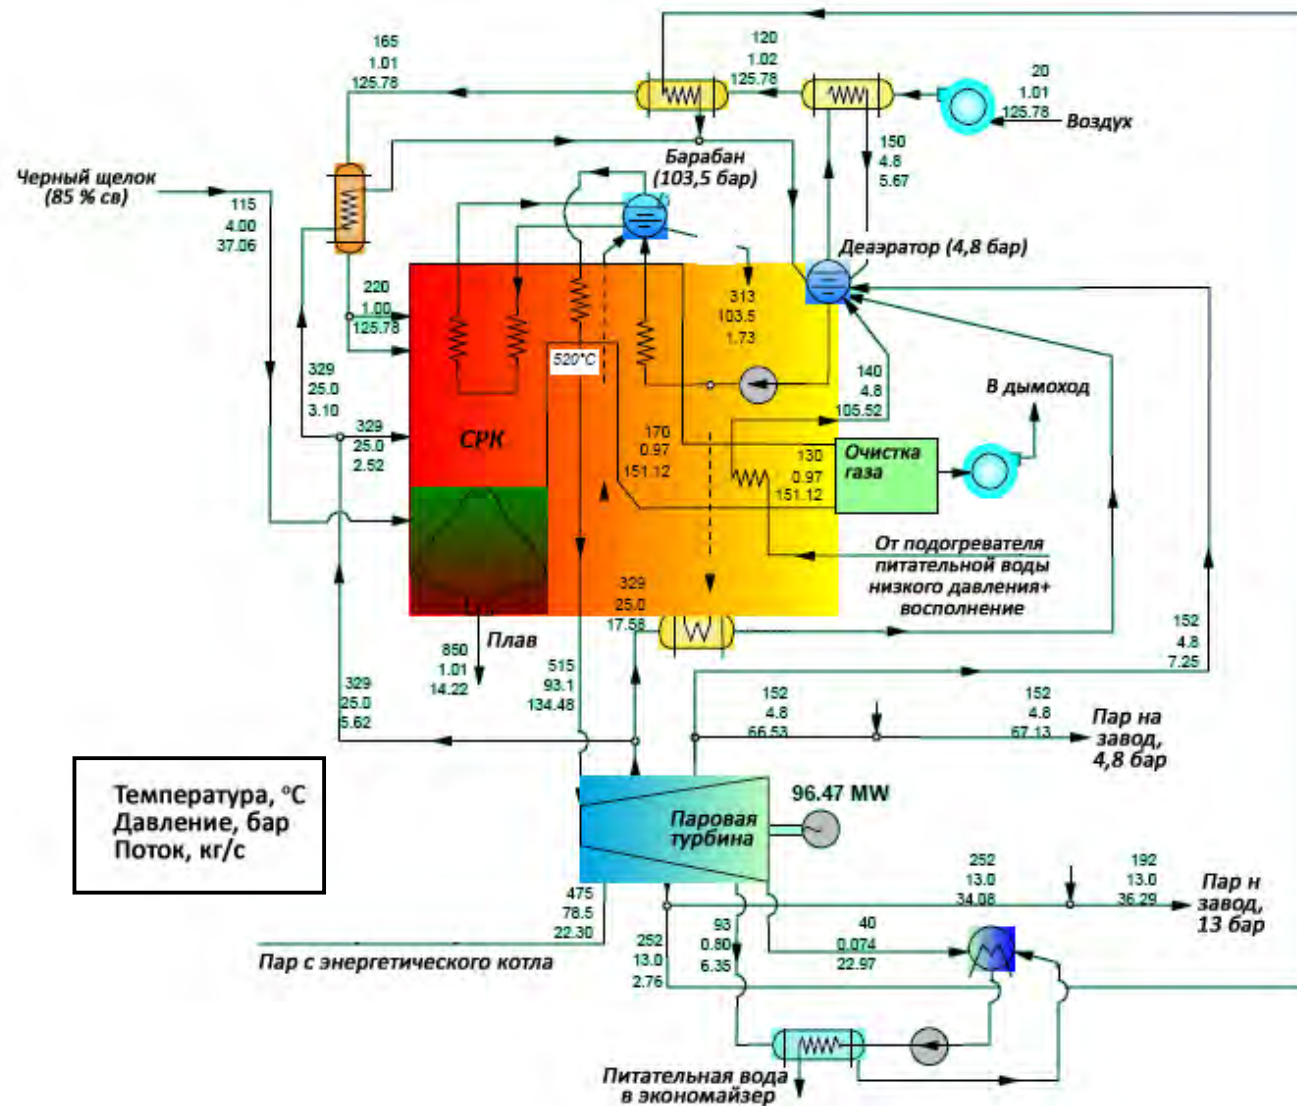 165
1.01
125.78
120
1.02
125.78
20
1.01
125.78
Воздух
150
4.8
5.67
Барабан
(103,5 бар)
Черный щелок
(85 % св)
115
4.00
37.06
Деаэратор (4,8 бар)
220
1.00
125.78
313
103.5
1.73
520°C
329
25.0
3.10
140
4.8
105.52
В дымоход
329
25.0
2.52
СРК
170
0.97
151.12
130
0.97
151.12
Очистка
газа
От подогревателя
питательной воды
низкого давления+
восполнение
329
25.0
17.58
Плав
850
1.01
14.22
515
93.1
134.48
152
4.8
7.25
329
25.0
5.62
152
4.8
66.53
152
4.8
67.13
Пар на
завод,
4,8 бар
Температура, °С
Давление, бар
Поток, кг/с
96.47 MW
Паровая
турбина
475
78.5
22.30
252
13.0
34.08
192
13.0
36.29
Пар н
завод,
13 бар
Пар с энергетического котла
252
13.0
2.76
93
0.80
6.35
40
0.074
22.97
Питательная вода
в экономайзер